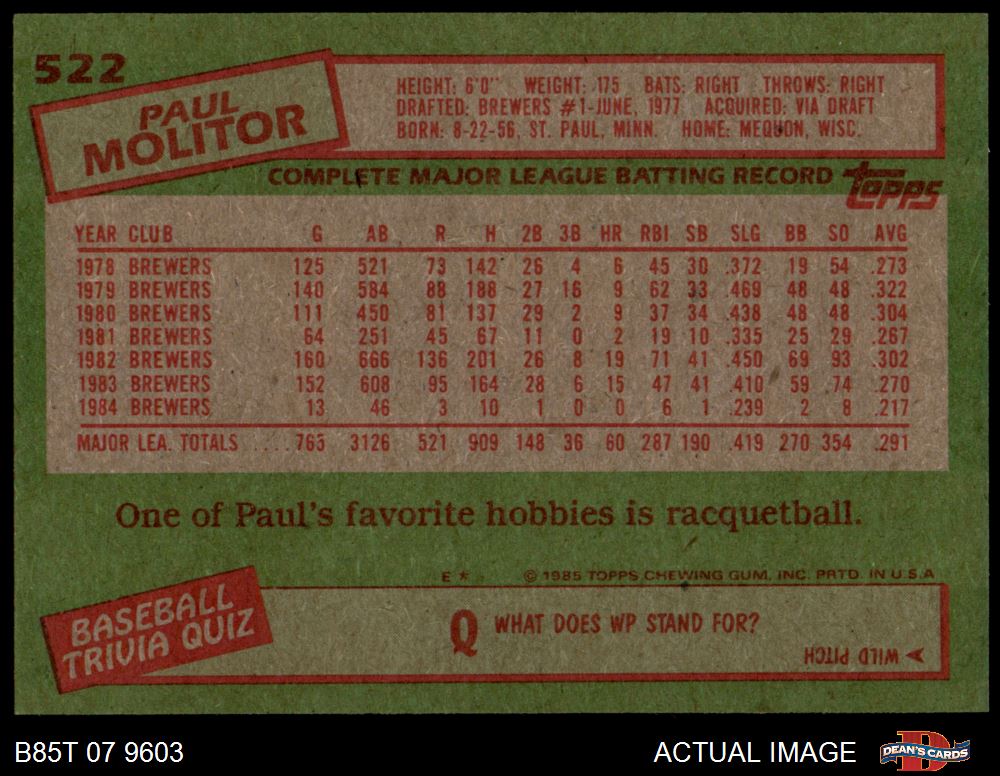 522
PAUL
MOLITOR
HEIGHT: 6'0" WEIGHT: 175 BATS: RIGHT THROWS: RIGHT
DRAFTED: BREWERS #1-JUNE, 1977 ACQUIRED: VIA DRAFT
BORN: 8-22-56, ST. PAUL, MINN. HOME: MEQUON, WISC.
COMPLETE MAJOR LEAGUE BATTING RECORD topps
YEAR CLUB G AB R H 2B 3B HR RBI SB SLG BB SO AVG
1978 BREWERS 125 521 73 142 26 4 6 45 30 .372 19 54 .273
1979 BREWERS 140 584 88 188 27 16 9 62 33 .469 48 48 .322
1980 BREWERS 111 450 81 137 29 2 9 37 34 .438 48 48 .304
1981 BREWERS 64 251 45 67 11 0 2 19 10 .335 25 29 .267
1982 BREWERS 160 666 136 201 26 8 19 71 41 .450 69 93 .302
1983 BREWERS 152 608 95 164 28 6 15 47 41 .410 59 74 .270
1984 BREWERS 13 46 3 10 1 0 0 6 1 .239 2 8 .217
MAJOR LEA. TOTALS .....765 3126 521 909 148 36 60 287 190 .419 270 354 .291
One of Paul's favorite hobbies is racquetball.
E* © 1985 TOPPS CHEWING GUM, INC. PRTD. IN U.S.A
BASEBALL
TRIVIA QUIZ
Q WHAT DOES WP STAND FOR?
WILD PITCH
B85T 07 9603
ACTUAL IMAGE
D
DEAN'S CARDS